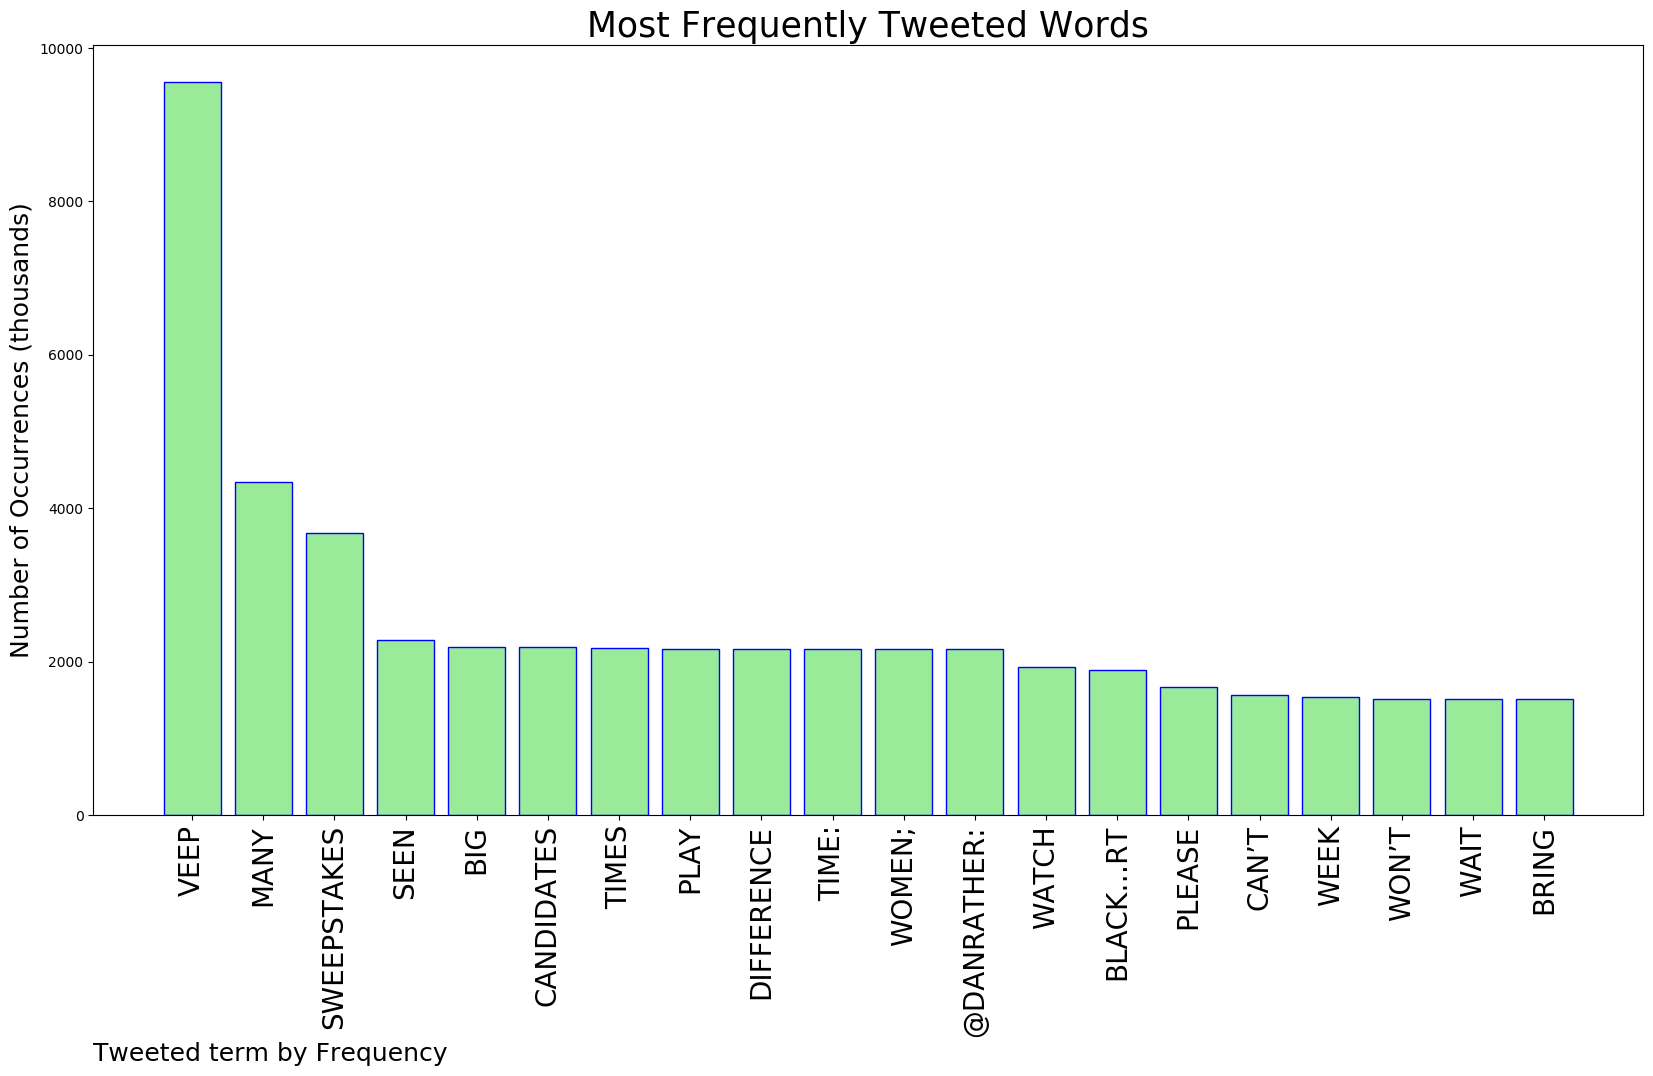 Most Frequently Tweeted Words
Number of Occurrences (thousands)
10000
8000
6000
4000
2000
0
VEEP
MANY
SWEEPSTAKES
SEEN
BIG
CANDIDATES
TIMES
PLAY
DIFFERENCE
TIME:
WOMEN;
@DANRATHER:
WATCH
BLACK…RT
PLEASE
CAN’T
WEEK
WON’T
WAIT
BRING
Tweeted term by Frequency